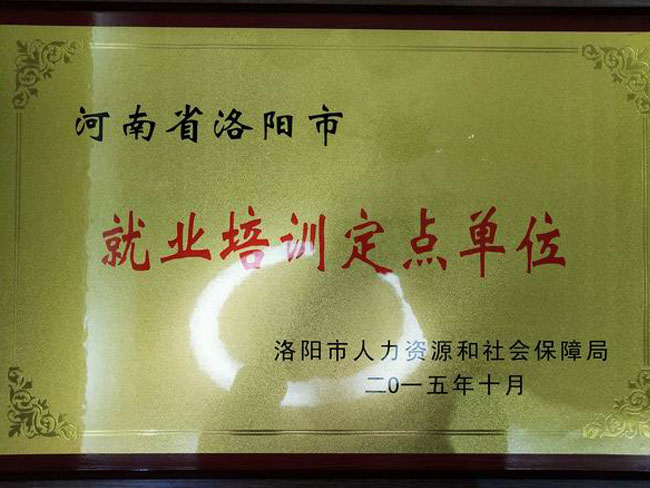 河南省洛阳市
就业培训定点单位
洛阳市人力资源和社会保障局
二0一五年十月